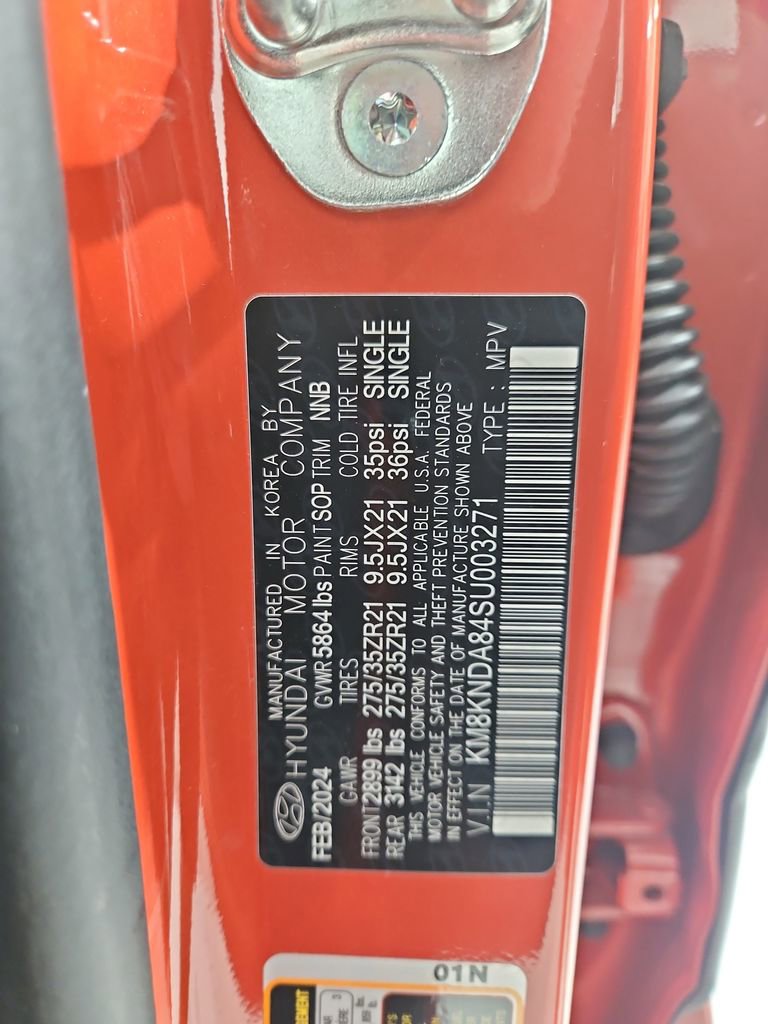 MANUFACTURED IN KOREA BY
HYUNDAI MOTOR COMPANY
FEB/2024 GVWR 5864 lbs PAINT SOP TRIM NNB
GAWR TIRES RIMS COLD TIRE INFL
FRONT 2899 lbs 275/35ZR21 9.5JX21 35psi SINGLE
REAR 3142 lbs 275/35ZR21 9.5JX21 36psi SINGLE
THIS VEHICLE CONFORMS TO ALL APPLICABLE U.S.A. FEDERAL
MOTOR VEHICLE SAFETY AND THEFT PREVENTION STANDARDS
IN EFFECT ON THE DATE OF MANUFACTURE SHOWN ABOVE
V.I.N KM8KNDA84SU003271 TYPE : MPV
01N